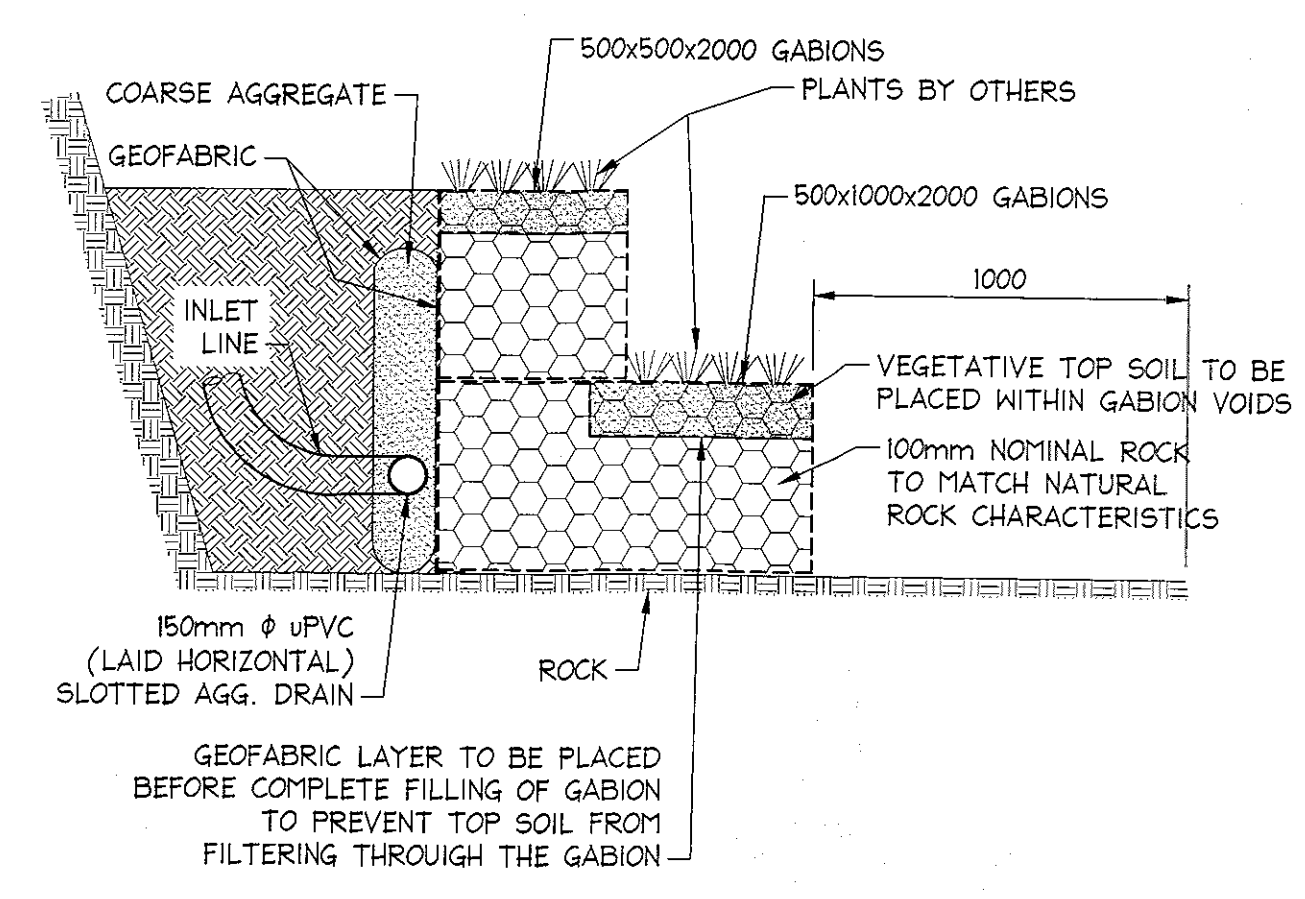 500x500x2000 GABIONS
COARSE AGGREGATE
PLANTS BY OTHERS
GEOFABRIC
500x1000x2000 GABIONS
1000
INLET
LINE
VEGETATIVE TOP SOIL TO BE
PLACED WITHIN GABION VOIDS
100mm NOMINAL ROCK
TO MATCH NATURAL
ROCK CHARACTERISTICS
150mm ϕ uPVC
(LAID HORIZONTAL)
SLOTTED AGG. DRAIN
ROCK
GEOFABRIC LAYER TO BE PLACED
BEFORE COMPLETE FILLING OF GABION
TO PREVENT TOP SOIL FROM
FILTERING THROUIGH THE GABION